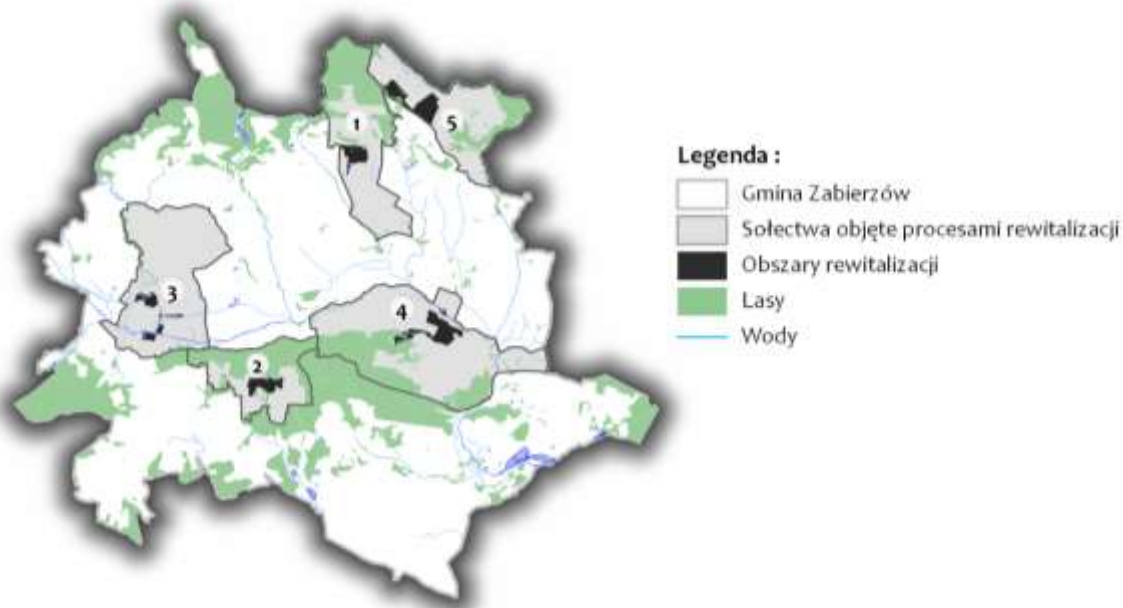 1
5
3
4
2
Legenda :
Gmina Zabierzów
Sołectwa objęte procesami rewitalizacji
Obszary rewitalizacji
Lasy
Wody